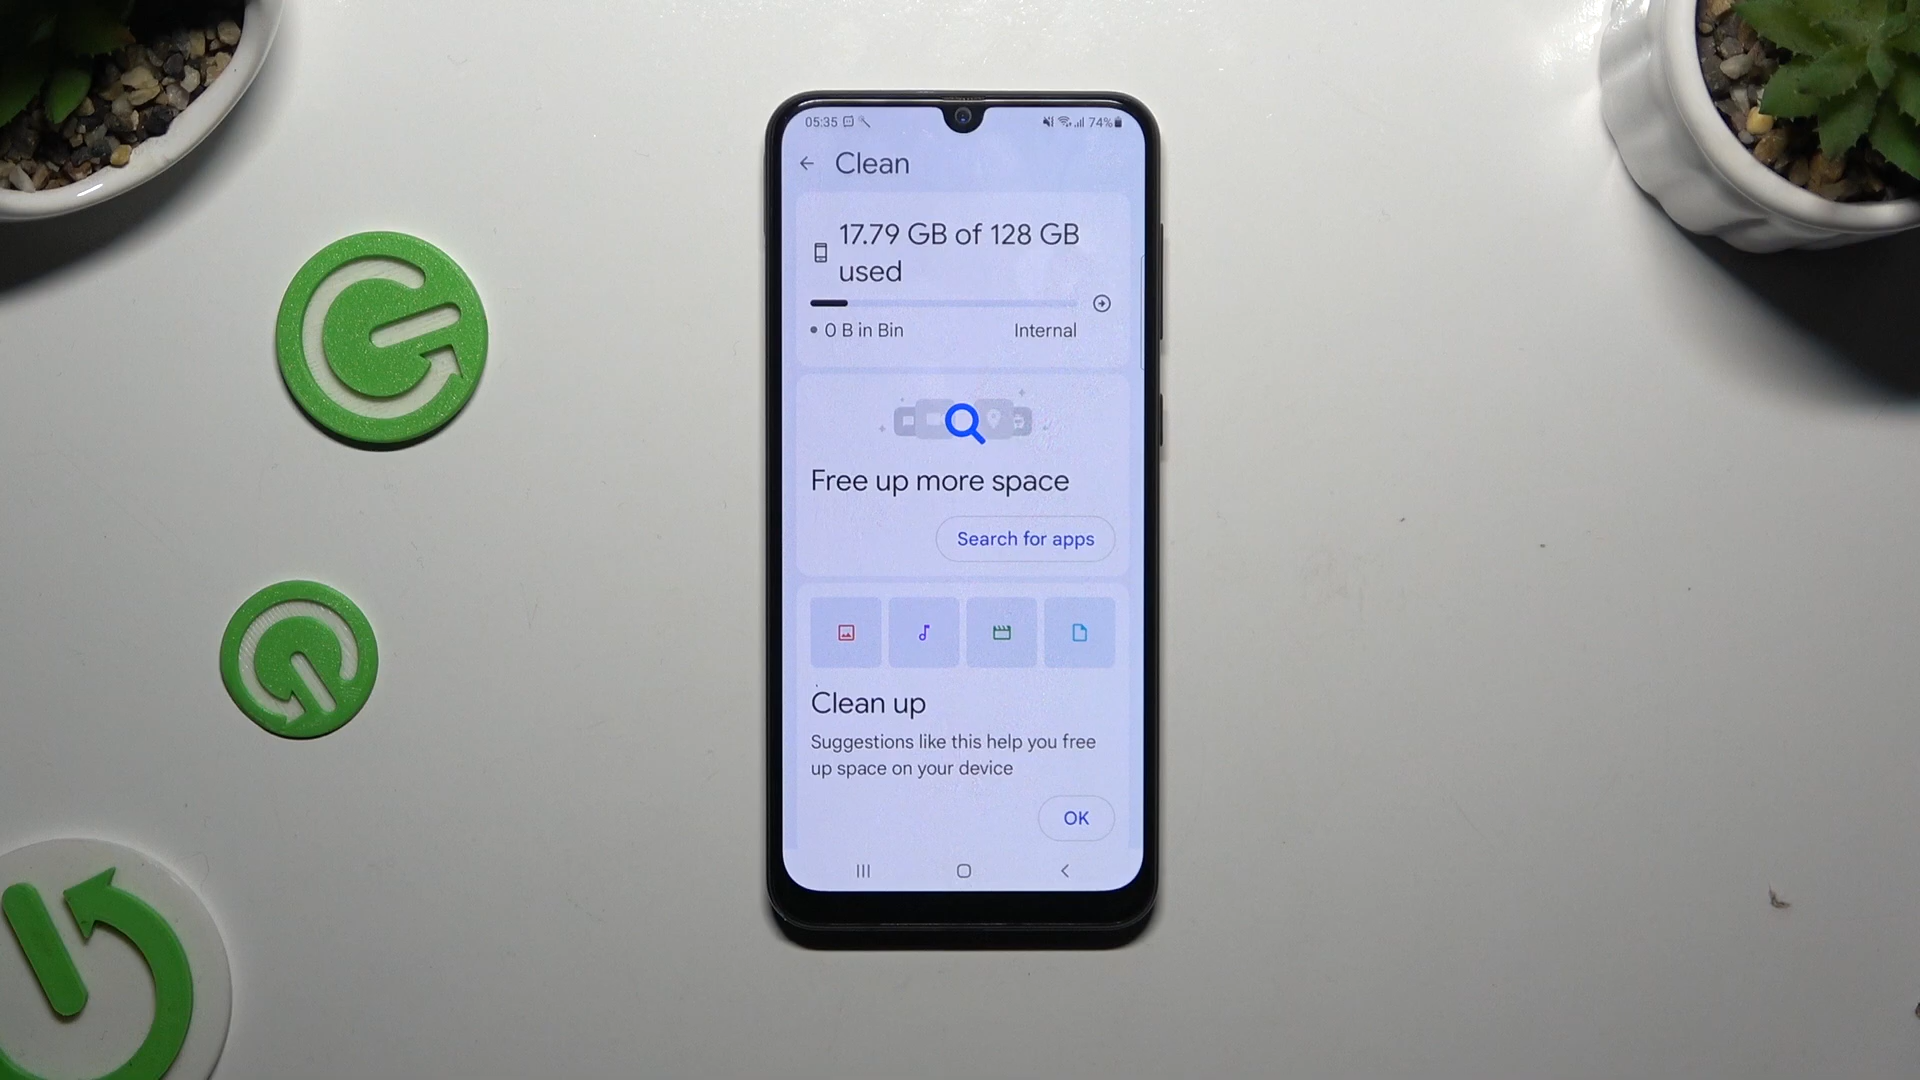 05:35 74%
Clean
17.79 GB of 128 GB
used
• 0 B in Bin Internal
Free up more space
Search for apps
Clean up
Suggestions like this help you free
up space on your device
OK